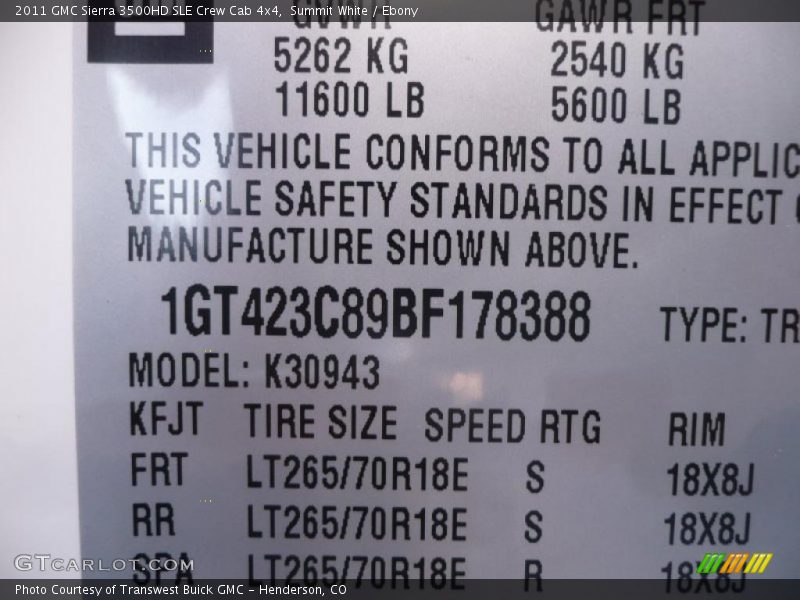 2011 GMC Sierra 3500HD SLE Crew Cab 4x4, Summit White / Ebony
GVWR GAWR FRT
5262 KG 2540 KG
11600 LB 5600 LB
THIS VEHICLE CONFORMS TO ALL APPLIC
VEHICLE SAFETY STANDARDS IN EFFECT
MANUFACTURE SHOWN ABOVE.
1GT423C89BF178388 TYPE: TR
MODEL: K30943
KFJT TIRE SIZE SPEED RTG RIM
FRT LT265/70R18E S 18X8J
RR LT265/70R18E S 18X8J
SPA LT265/70R18E R 18X8J
GTcarlot.com
Photo Courtesy of Transwest Buick GMC - Henderson, CO